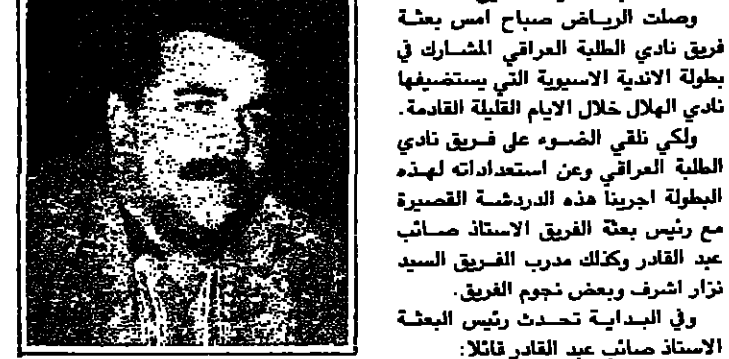 وصلت الرياض صباح امس بعثة
فريق نادي الطلبة العراقي المشارك في
بطولة الاندية الاسيوية التي يستضيفها
نادي الهلال خلال الايام القليلة القادمة.
ولكي نلقي الضوء على فريق نادي
الطلبة العراقي وعن استعداداته لهذه
البطولة اجرينا هذه الدردشة القصيرة
مع رئيس بعثة الفريق الاستاذ صائب
عبد القادر وكذلك مدرب الفريق السيد
نزار اشرف وبعض نجوم الفريق.
وفي البداية تحدث رئيس البعثة
الاستاذ صائب عبد القادر قائلا: